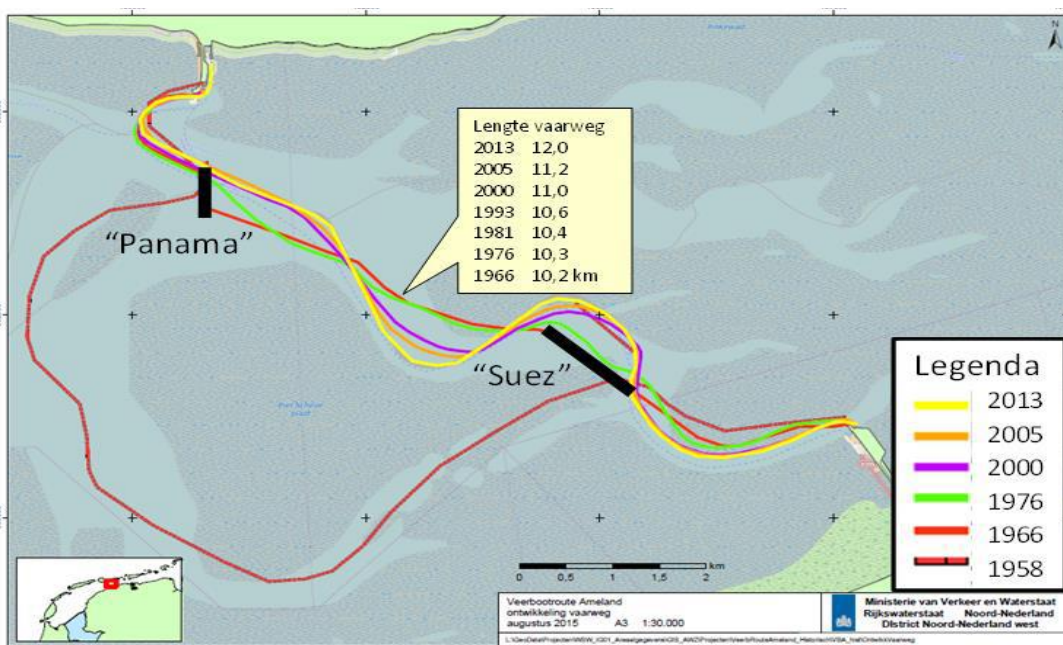 N
Lengte vaarweg
2013 12,0
2005 11,2
2000 11,0
1993 10,6
1981 10,4
1976 10,3
1966 10,2 km
"Panama"
"Suez"
Legenda
2013
2005
2000
1976
1966
1958
km
0 0,5 1 1,5 2
Veerbootroute Ameland
ontwikkeling vaarweg
augustus 2015 A3 1:30.000
Ministerie van Verkeer en Waterstaat
Rijkswaterstaat Noord-Nederland
District Noord-Nederland west